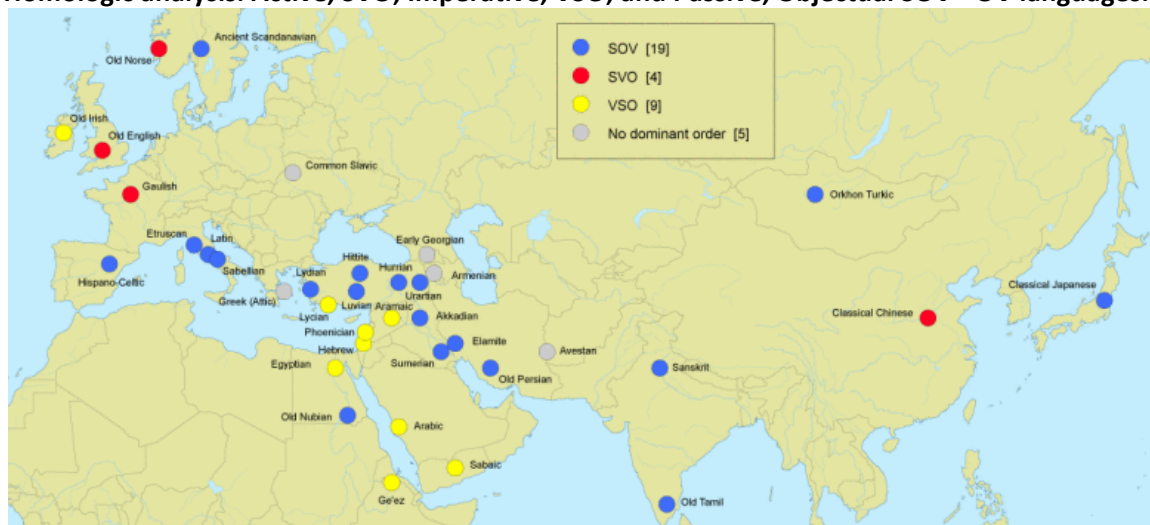 Homologic analysis: Active, SVO, Imperative, VSO, and Passive, Objectual SOV - OV languages.
Ancient Scandanavian
Old Norse
SOV [19]
SVO [4]
VSO [9]
No dominant order [5]
Old Irish
Old English
Common Slavic
Gaulish
Orkhon Turkic
Etruscan
Latin
Early Georgian
Hittite
Hurrian
Sabellian
Lydian
Armenian
Hispano-Celtic
Urartian
Classical Japanese
Greek (Attic)
Luvian
Aramaic
Lycian
Akkadian
Classical Chinese
Phoenician
Elamite
Hebrew
Avestan
Egyptian
Sumerian
Sanskrit
Old Persian
Old Nubian
Arabic
Sabaic
Ge'ez
Old Tamil